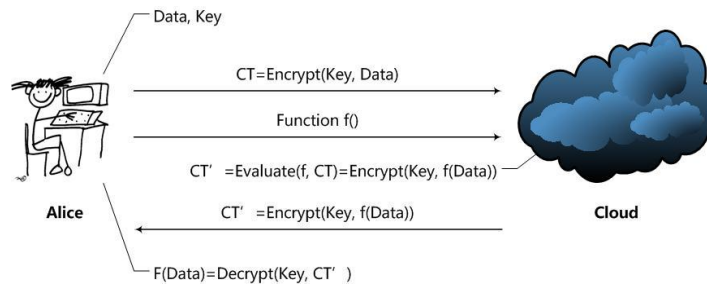 Data, Key
CT=Encrypt(Key, Data)
Function f()
CT’ =Evaluate(f, CT)=Encrypt(Key, f(Data))
Alice
CT’ =Encrypt(Key, f(Data))
Cloud
F(Data)=Decrypt(Key, CT’ )